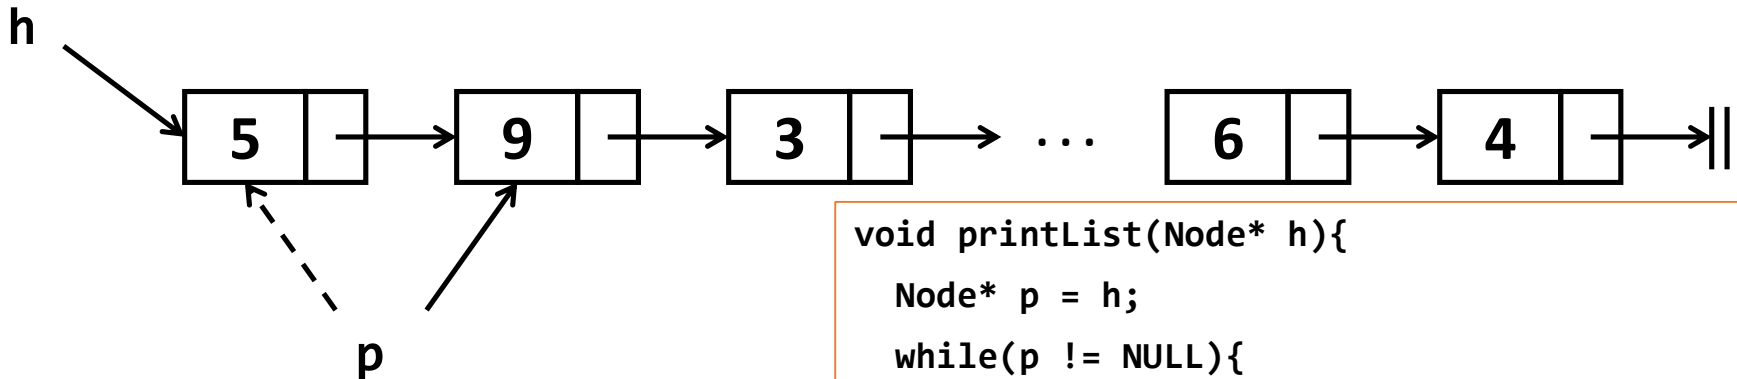 h
5 9 3 ... 6 4
void printList(Node* h){
Node* p = h;
p
while(p != NULL){